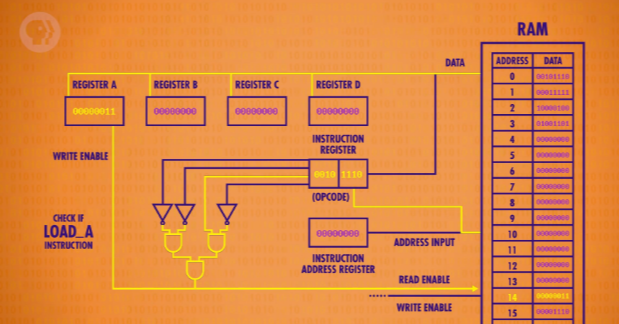 RAM
DATA
ADDRESS DATA
0 00101110
1 00011111
2 10000100
3 01001101
4 00000000
5 00000000
6 00000000
7 00000000
8 00000000
9 00000000
10 00000000
11 00000000
12 00000000
13 00000000
14 00000011
15 00001110
REGISTER A
00000011
REGISTER B
00000000
REGISTER C
00000000
REGISTER D
00000000
INSTRUCTION
REGISTER
0010 1110
(OPCODE)
WRITE ENABLE
CHECK IF
LOAD_A
INSTRUCTION
00000000
INSTRUCTION
ADDRESS REGISTER
ADDRESS INPUT
READ ENABLE
WRITE ENABLE